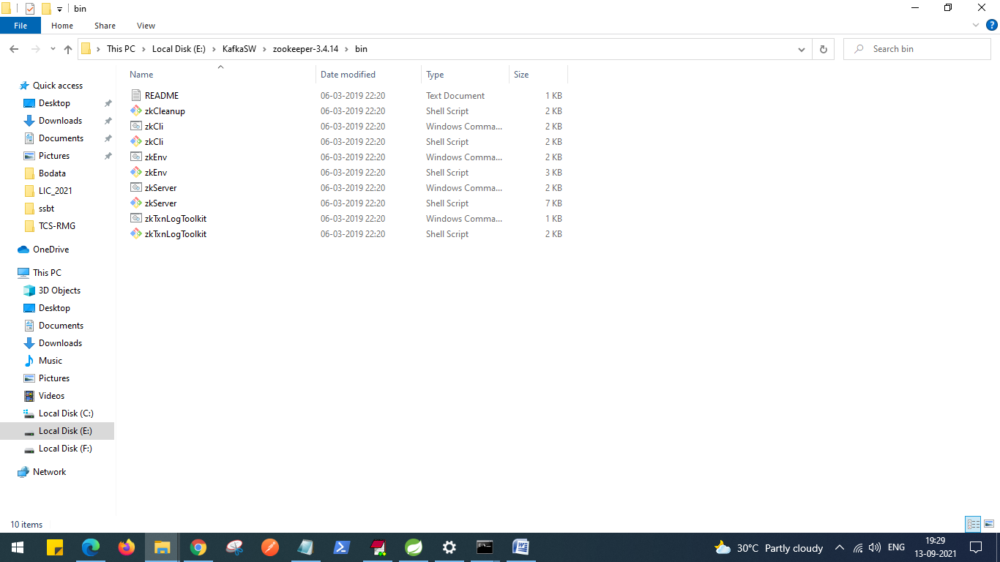 bin
File Home Share View
This PC Local Disk (E:) KafkaSW zookeeper-3.4.14 bin
Search bin
Name Date modified Type Size
README 06-03-2019 22:20 Text Document 1 KB
zkCleanup 06-03-2019 22:20 Shell Script 2 KB
zkCli 06-03-2019 22:20 Windows Comma... 2 KB
zkCli 06-03-2019 22:20 Shell Script 2 KB
zkEnv 06-03-2019 22:20 Windows Comma... 2 KB
zkEnv 06-03-2019 22:20 Shell Script 3 KB
zkServer 06-03-2019 22:20 Windows Comma... 2 KB
zkServer 06-03-2019 22:20 Shell Script 7 KB
zkTxnLogToolkit 06-03-2019 22:20 Windows Comma... 1 KB
zkTxnLogToolkit 06-03-2019 22:20 Shell Script 2 KB
Quick access
Desktop
Downloads
Documents
Pictures
Bodata
LIC_2021
ssbt
TCS-RMG
OneDrive
This PC
3D Objects
Desktop
Documents
Downloads
Music
Pictures
Videos
Local Disk (C:)
Local Disk (E:)
Local Disk (F:)
Network
10 items
30°C Partly cloudy
ENG
19:29
13-09-2021